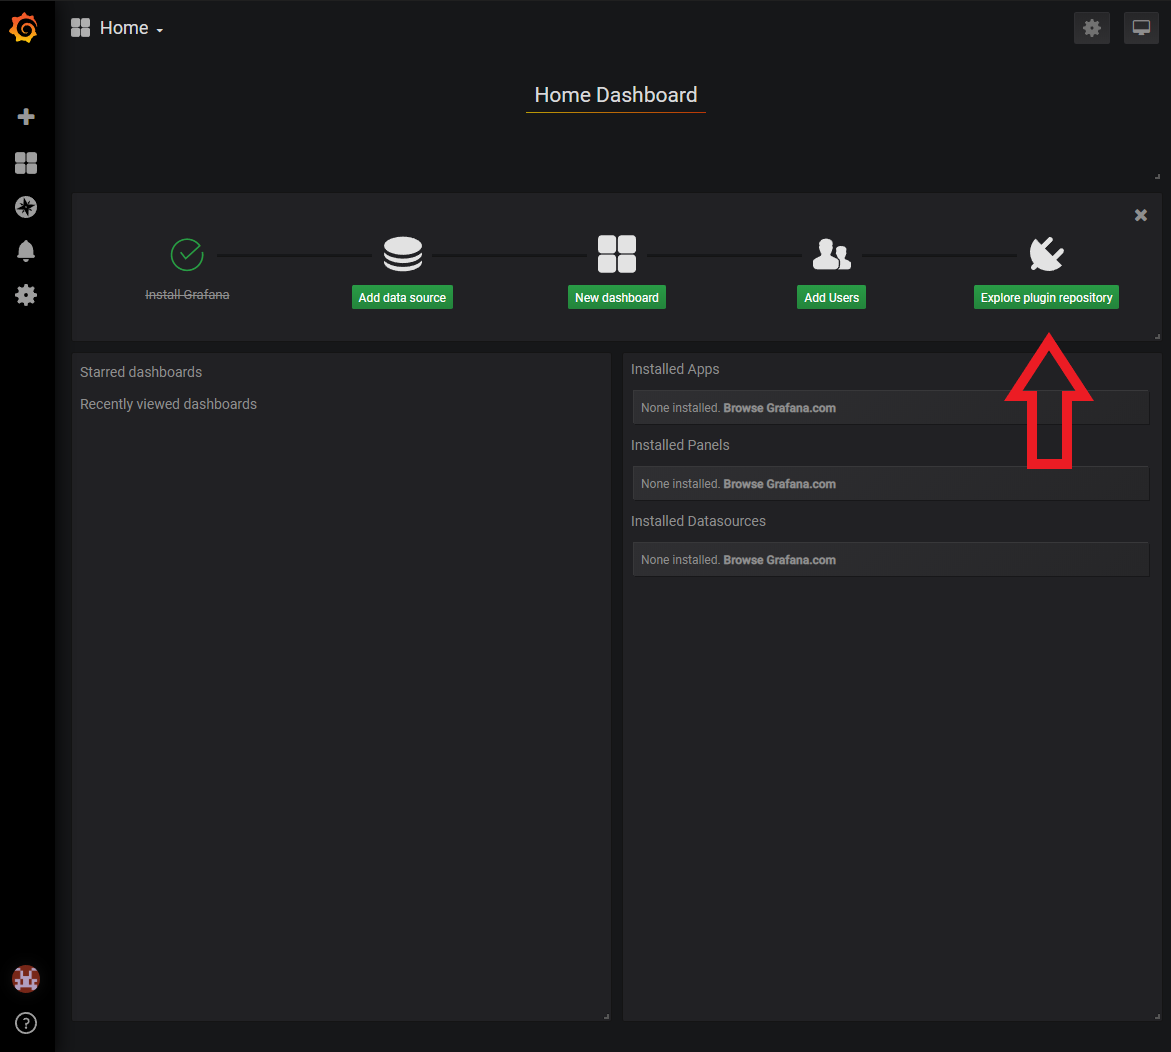 Home
Home Dashboard
Install Grafana
Add data source
New dashboard
Add Users
Explore plugin repository
Starred dashboards
Recently viewed dashboards
Installed Apps
None installed. Browse Grafana.com
Installed Panels
None installed. Browse Grafana.com
Installed Datasources
None installed. Browse Grafana.com
?